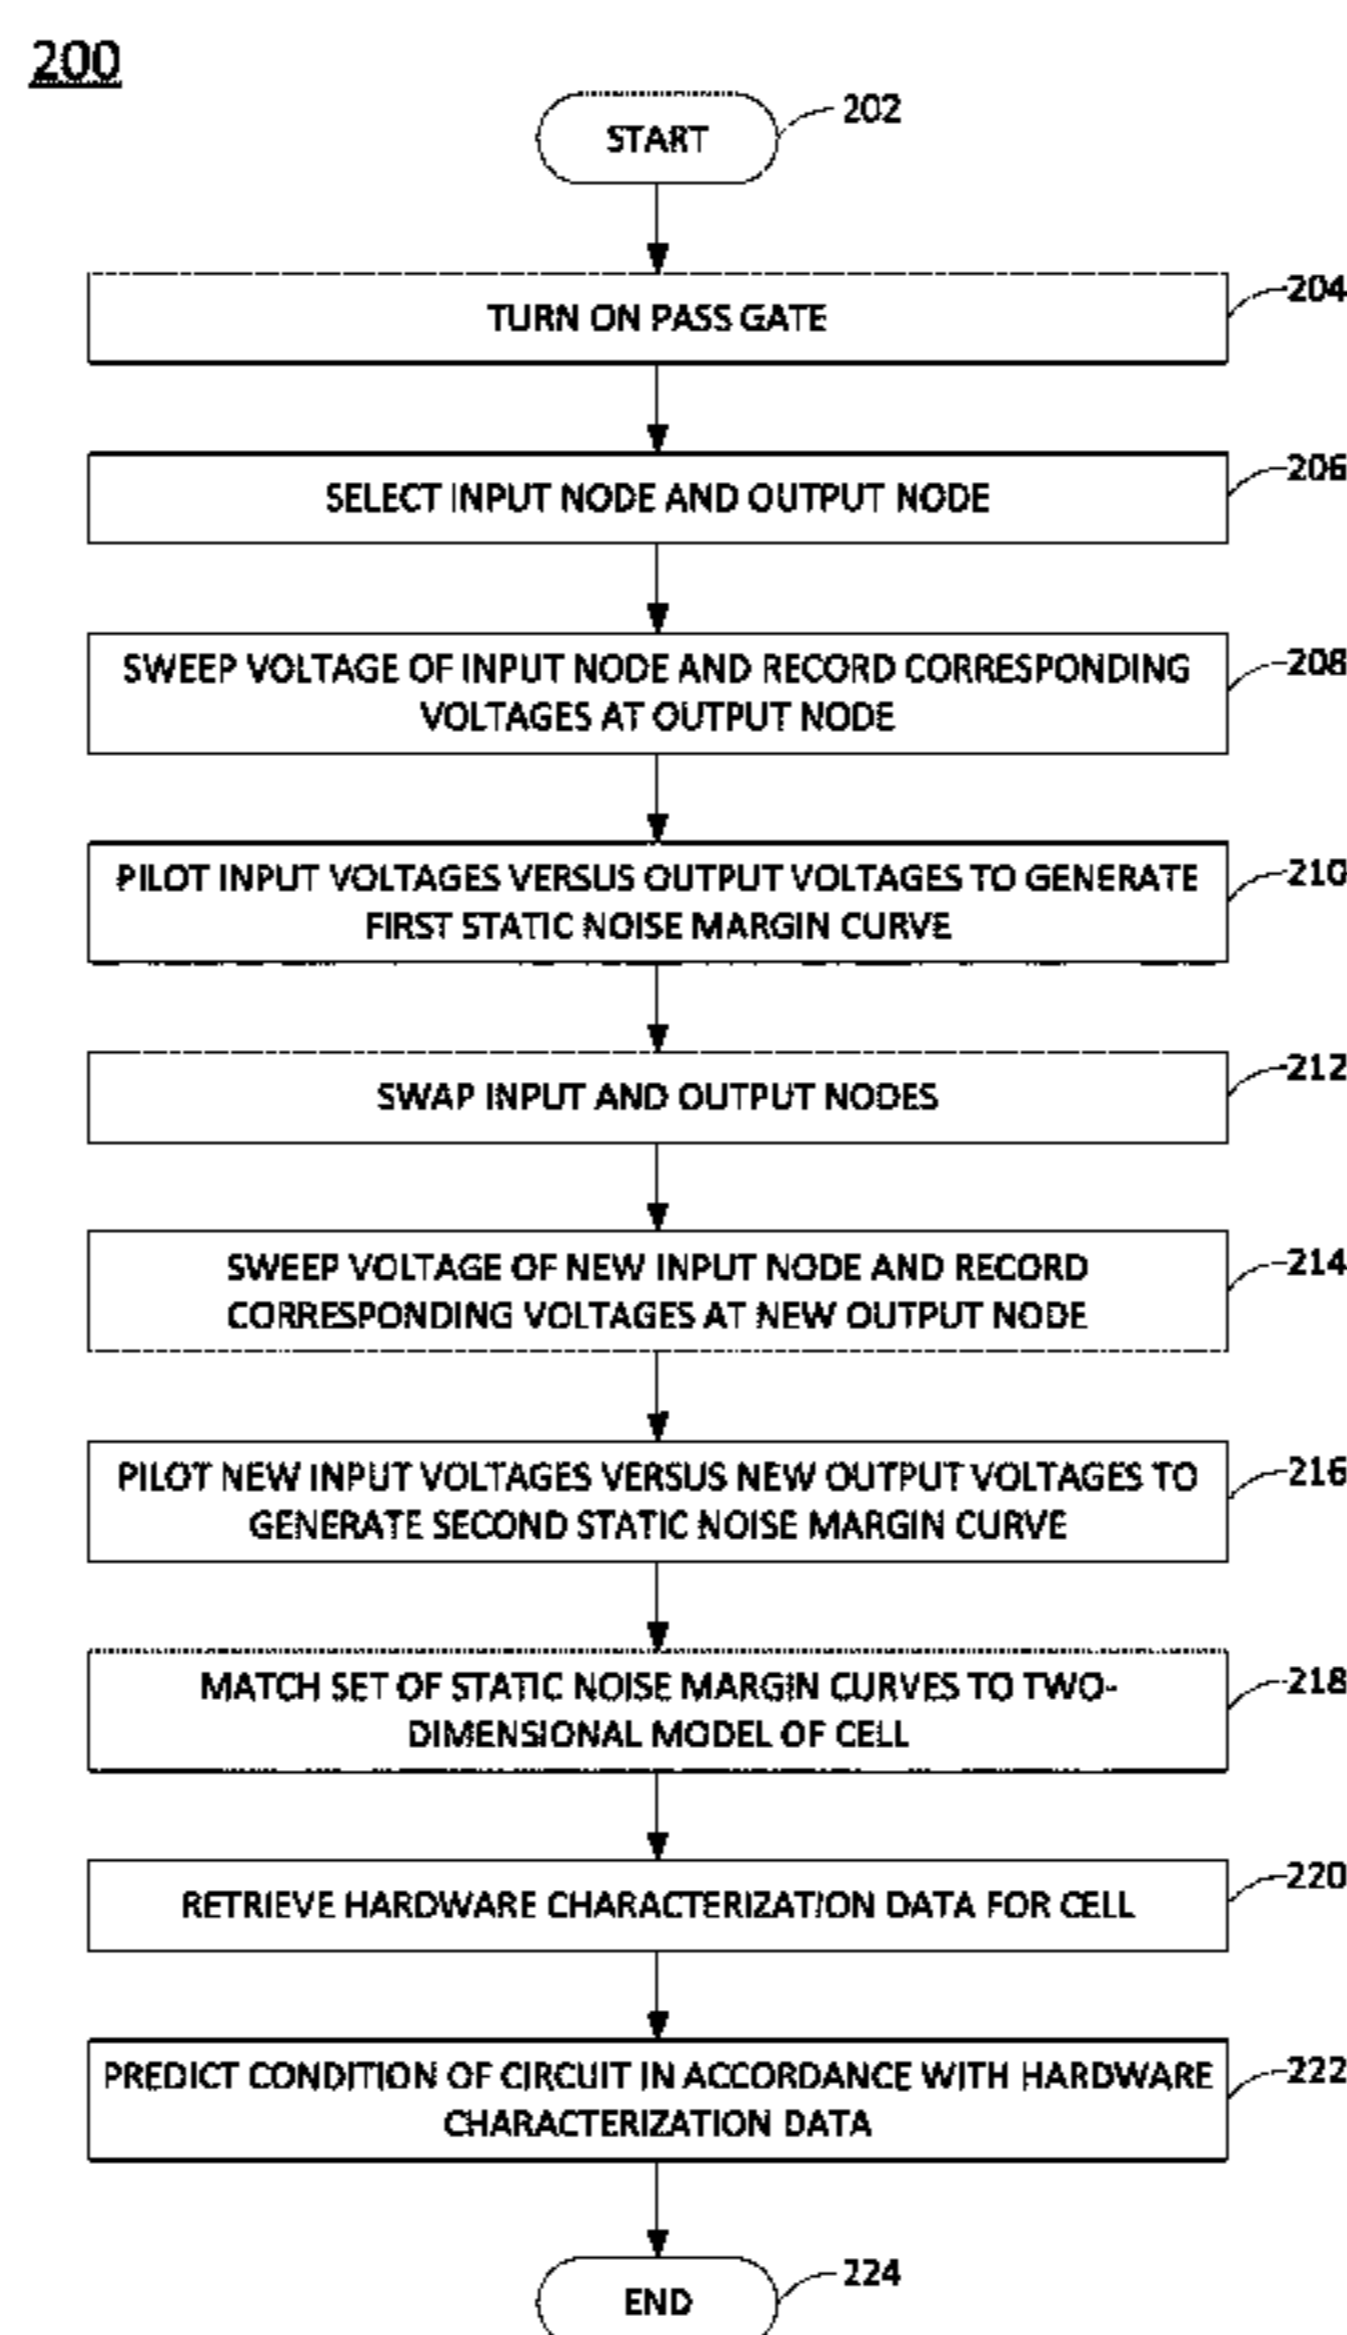 200
START
202
TURN ON PASS GATE
204
SELECT INPUT NODE AND OUTPUT NODE
206
SWEEP VOLTAGE OF INPUT NODE AND RECORD CORRESPONDING
VOLTAGES AT OUTPUT NODE
208
PILOT INPUT VOLTAGES VERSUS OUTPUT VOLTAGES TO GENERATE
FIRST STATIC NOISE MARGIN CURVE
210
SWAP INPUT AND OUTPUT NODES
212
SWEEP VOLTAGE OF NEW INPUT NODE AND RECORD
CORRESPONDING VOLTAGES AT NEW OUTPUT NODE
214
PILOT NEW INPUT VOLTAGES VERSUS NEW OUTPUT VOLTAGES TO
GENERATE SECOND STATIC NOISE MARGIN CURVE
216
MATCH SET OF STATIC NOISE MARGIN CURVES TO TWO-
DIMENSIONAL MODEL OF CELL
218
RETRIEVE HARDWARE CHARACTERIZATION DATA FOR CELL
220
PREDICT CONDITION OF CIRCUIT IN ACCORDANCE WITH HARDWARE
CHARACTERIZATION DATA
222
END
224